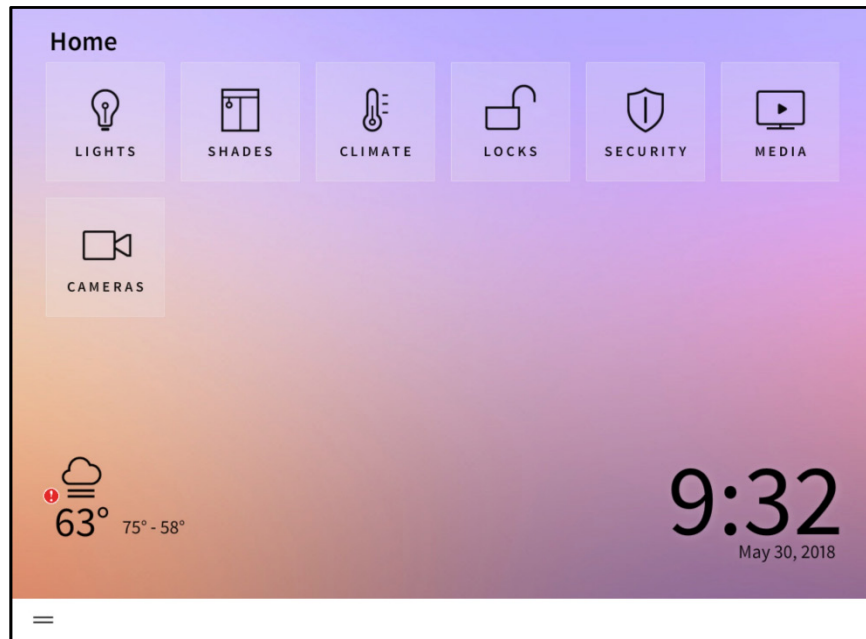 Home
LIGHTS SHADES CLIMATE LOCKS SECURITY MEDIA
CAMERAS
63° 75° - 58°
9:32
May 30, 2018